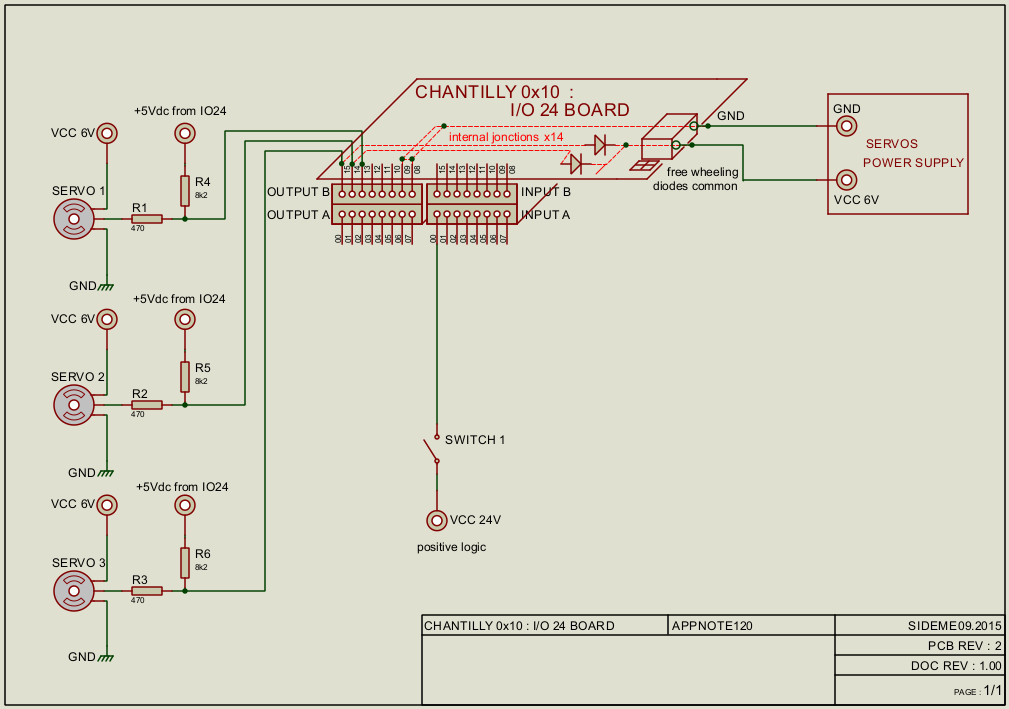 CHANTILLY 0x10 :
I/O 24 BOARD
internal jonctions x14
GND
free wheeling
diodes common
GND
SERVOS
POWER SUPPLY
VCC 6V
+5Vdc from IO24
VCC 6V
SERVO 1
R4
8k2
R1
470
GND
15 14 13 12 11 10 09 08
15 14 13 12 11 10 09 08
OUTPUT B
INPUT B
OUTPUT A
INPUT A
00 01 02 03 04 05 06 07
00 01 02 03 04 05 06 07
+5Vdc from IO24
VCC 6V
SERVO 2
R5
8k2
R2
470
GND
SWITCH 1
VCC 24V
positive logic
+5Vdc from IO24
VCC 6V
SERVO 3
R6
8k2
R3
470
GND
CHANTILLY 0x10 : I/O 24 BOARD
APPNOTE120
SIDEME09.2015
PCB REV : 2
DOC REV : 1.00
PAGE : 1/1